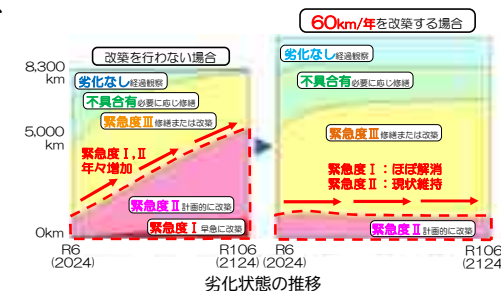 改築を行わない場合
60km/年を改築する場合
8,300
km
劣化なし経過観察
不具合有必要に応じ修繕
緊急度Ⅲ修繕または改築
5,000
km
緊急度Ⅰ,Ⅱ
年々増加
緊急度Ⅱ計画的に改築
緊急度Ⅰ早急に改築
0km
R6
(2024)
R106
(2124)
劣化なし経過観察
不具合有必要に応じ修繕
緊急度Ⅲ修繕または改築
緊急度Ⅰ:ほぼ解消
緊急度Ⅱ:現状維持
緊急度Ⅱ計画的に改築
R6
(2024)
R106
(2124)
劣化状態の推移